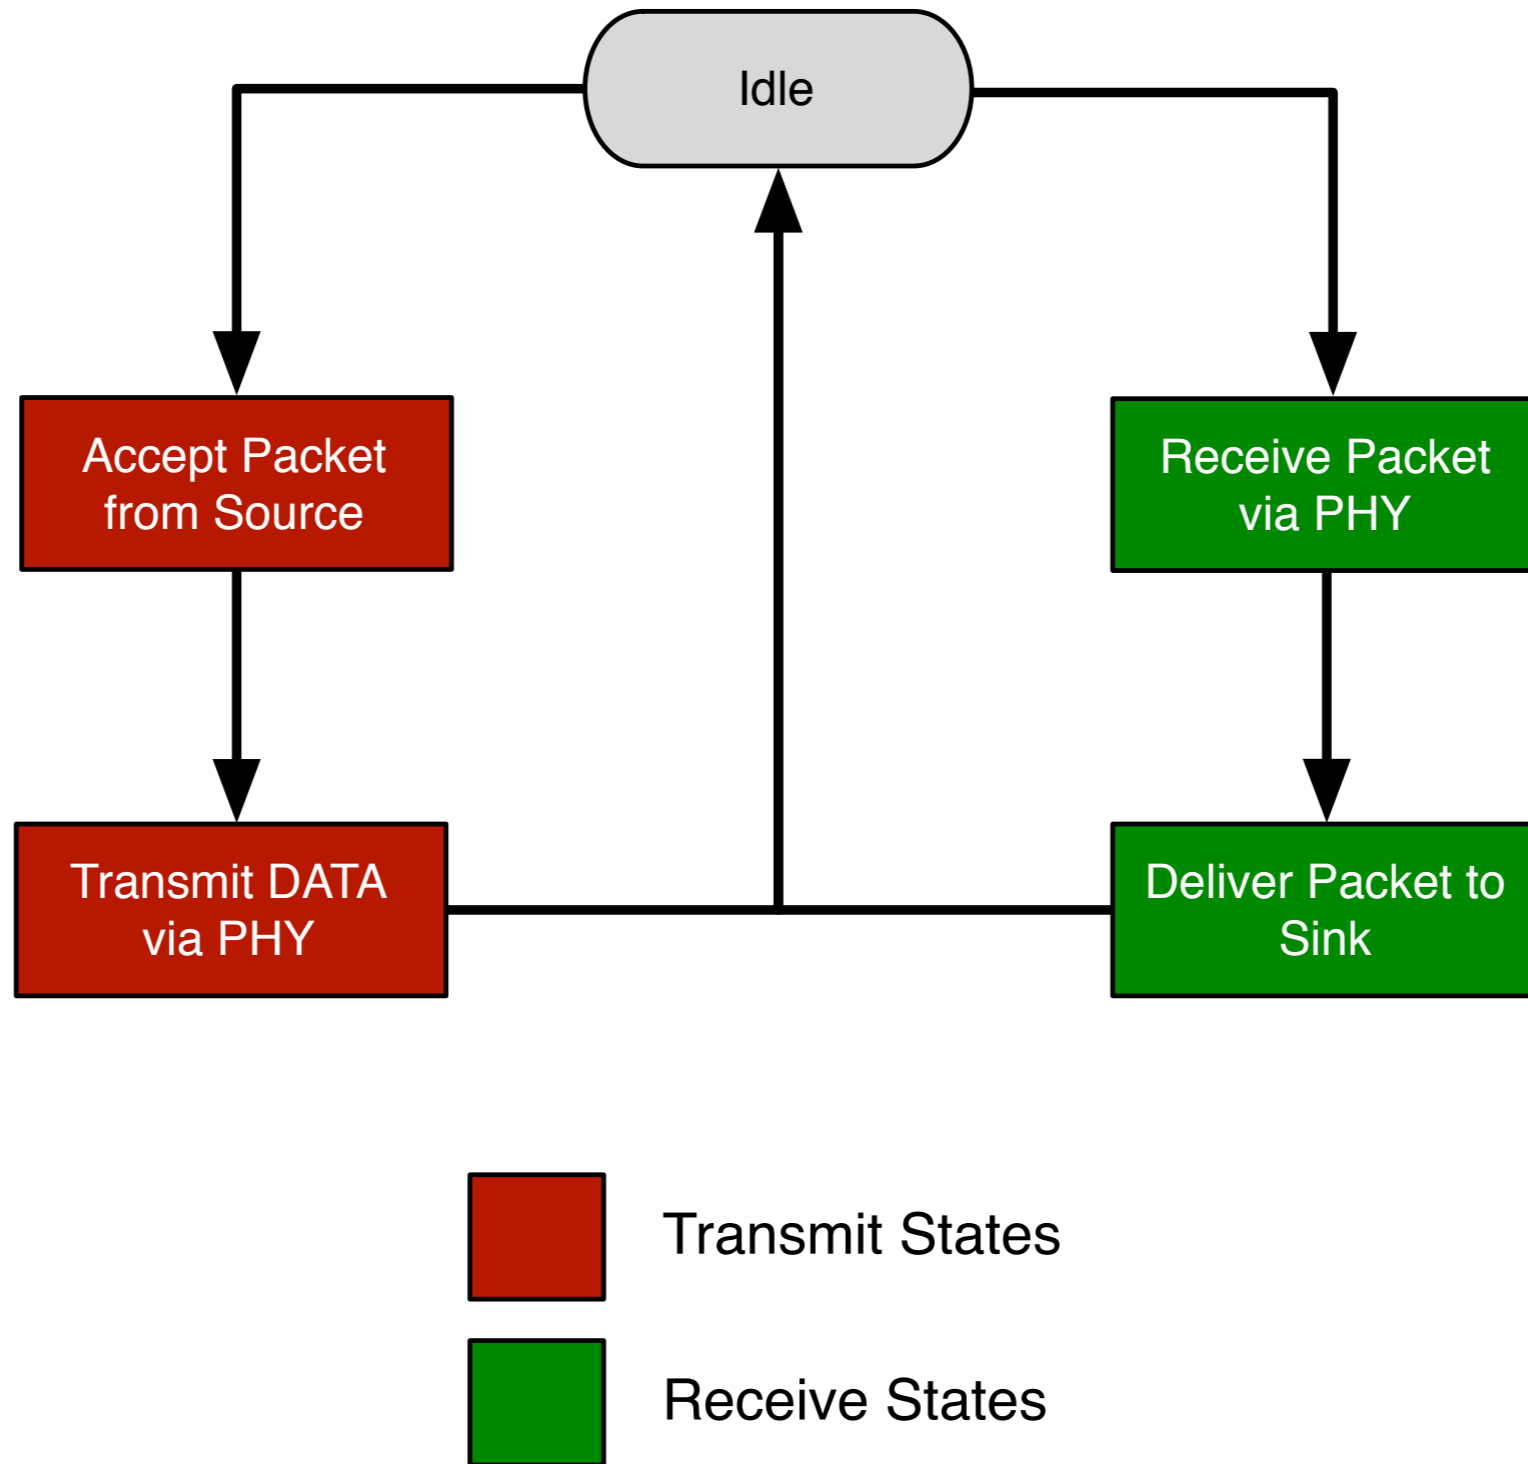 Idle
Accept Packet
from Source
Receive Packet
via PHY
Transmit DATA
via PHY
Deliver Packet to
Sink
Transmit States
Receive States